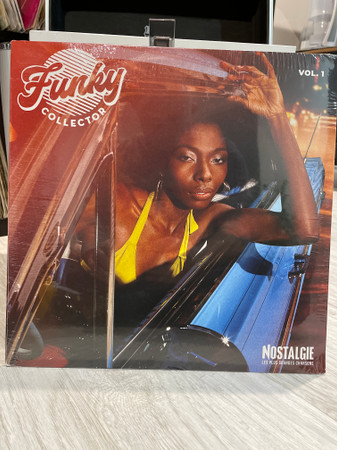 Funky
COLLECTOR
VOL. 1
NOSTALGIE
LES PLUS GRANDES CHANSONS